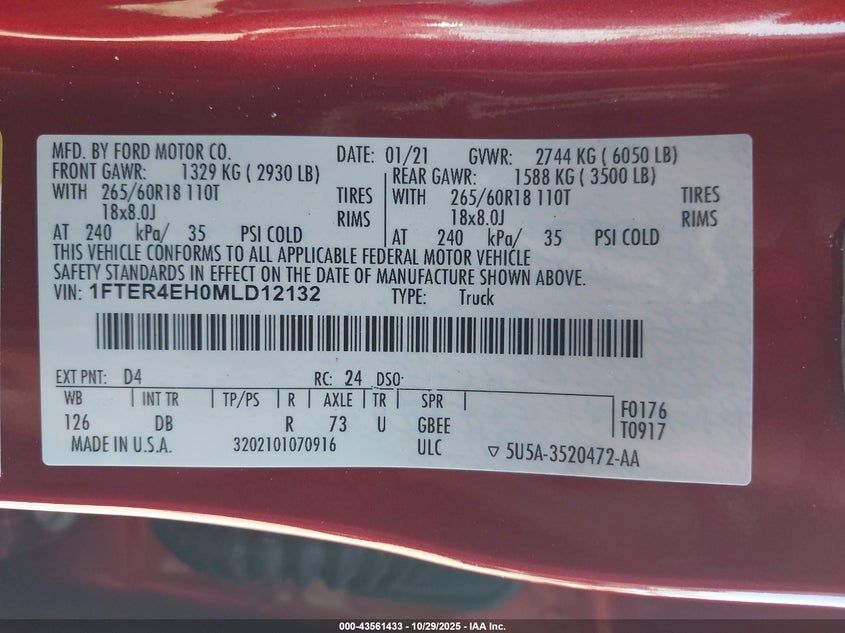 MFD. BY FORD MOTOR CO. DATE: 01/21 GVWR: 2744 KG ( 6050 LB)
FRONT GAWR: 1329 KG ( 2930 LB) REAR GAWR: 1588 KG ( 3500 LB)
WITH 265/60R18 110T TIRES WITH 265/60R18 110T TIRES
18x8.0J RIMS 18x8.0J RIMS
AT 240 kPa/ 35 PSI COLD AT 240 kPa/ 35 PSI COLD
THIS VEHICLE CONFORMS TO ALL APPLICABLE FEDERAL MOTOR VEHICLE
SAFETY STANDARDS IN EFFECT ON THE DATE OF MANUFACTURE SHOWN ABOVE.
VIN: 1FTER4EH0MLD12132 TYPE: Truck
EXT PNT: D4 RC: 24 DSO:
WB INT TR TP/PS R AXLE TR SPR
126 DB R 73 U GBEE
F0176
T0917
MADE IN U.S.A. 3202101070916 ULC ▽ 5U5A-3520472-AA
000-43561433 - 10/29/2025 - IAA Inc.